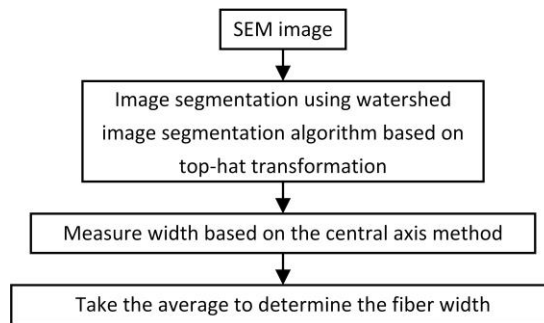 SEM image
Image segmentation using watershed
image segmentation algorithm based on
top-hat transformation
Measure width based on the central axis method
Take the average to determine the fiber width